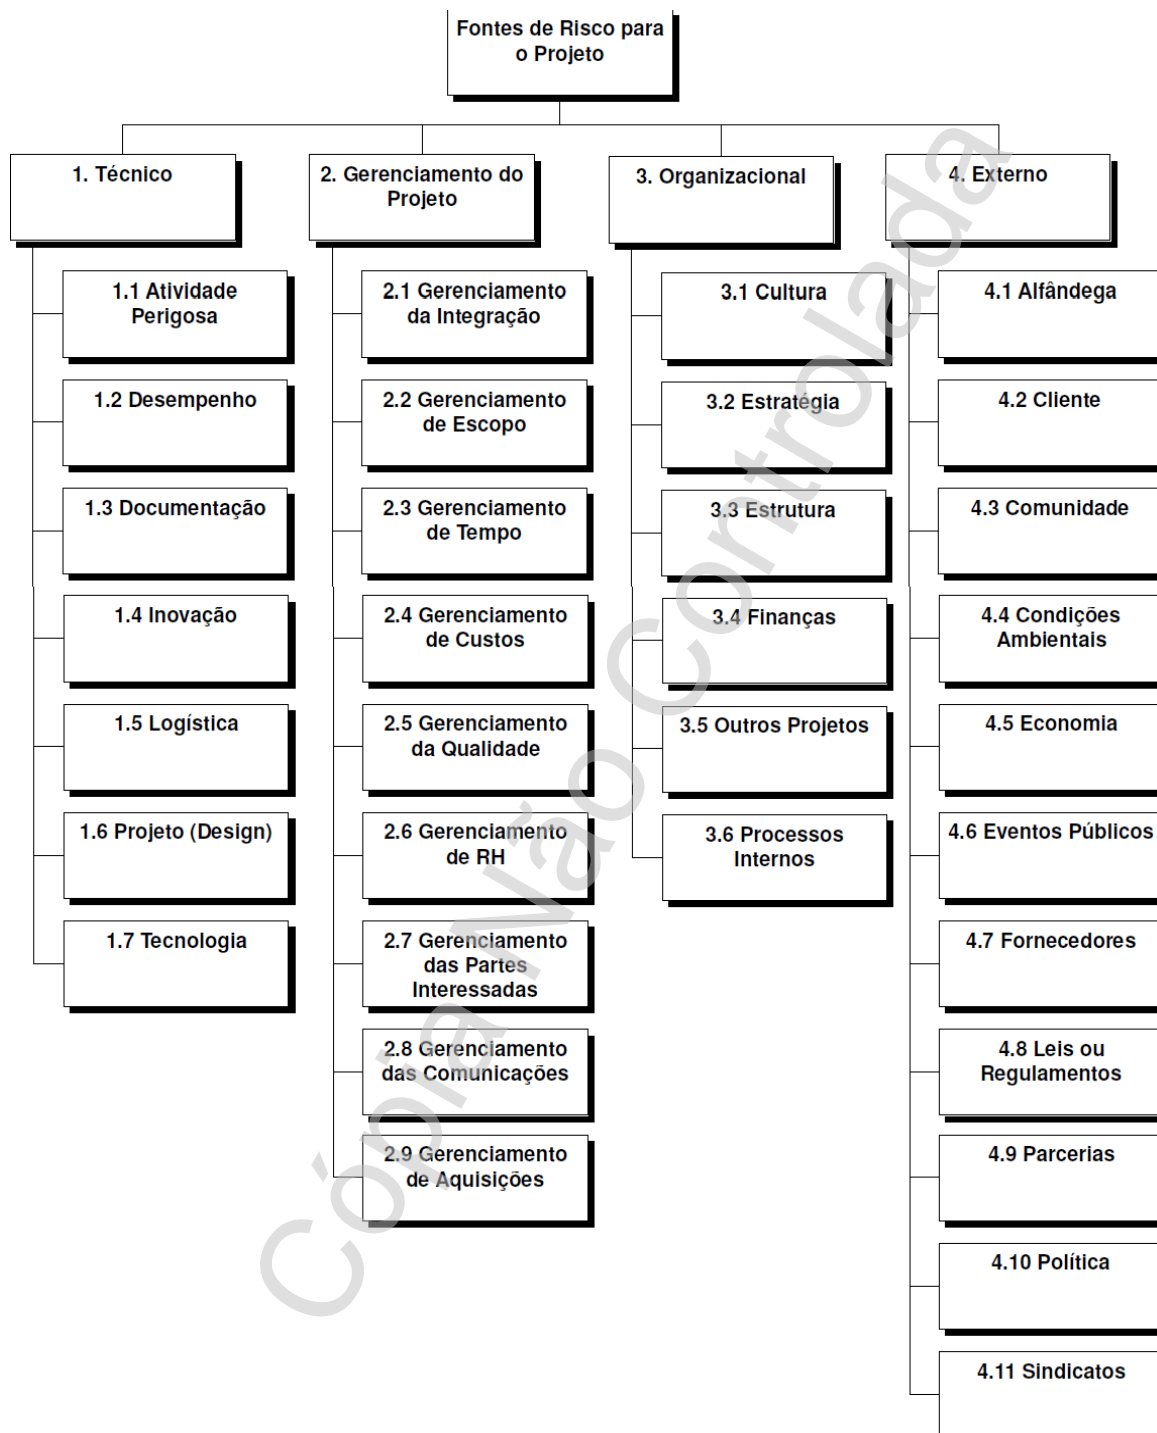 Fontes de Risco para
o Projeto
1. Técnico
2. Gerenciamento do
Projeto
3. Organizacional
4. Externo
1.1 Atividade
Perigosa
1.2 Desempenho
1.3 Documentação
1.4 Inovação
1.5 Logística
1.6 Projeto (Design)
1.7 Tecnologia
2.1 Gerenciamento
da Integração
2.2 Gerenciamento
de Escopo
2.3 Gerenciamento
de Tempo
2.4 Gerenciamento
de Custos
2.5 Gerenciamento
da Qualidade
2.6 Gerenciamento
de RH
2.7 Gerenciamento
das Partes
Interessadas
2.8 Gerenciamento
das Comunicações
2.9 Gerenciamento
de Aquisições
3.1 Cultura
3.2 Estratégia
3.3 Estrutura
3.4 Finanças
3.5 Outros Projetos
3.6 Processos
Internos
4.1 Alfândega
4.2 Cliente
4.3 Comunidade
4.4 Condições
Ambientais
4.5 Economia
4.6 Eventos Públicos
4.7 Fornecedores
4.8 Leis ou
Regulamentos
4.9 Parcerias
4.10 Política
4.11 Sindicatos
Cópia Não Controlada